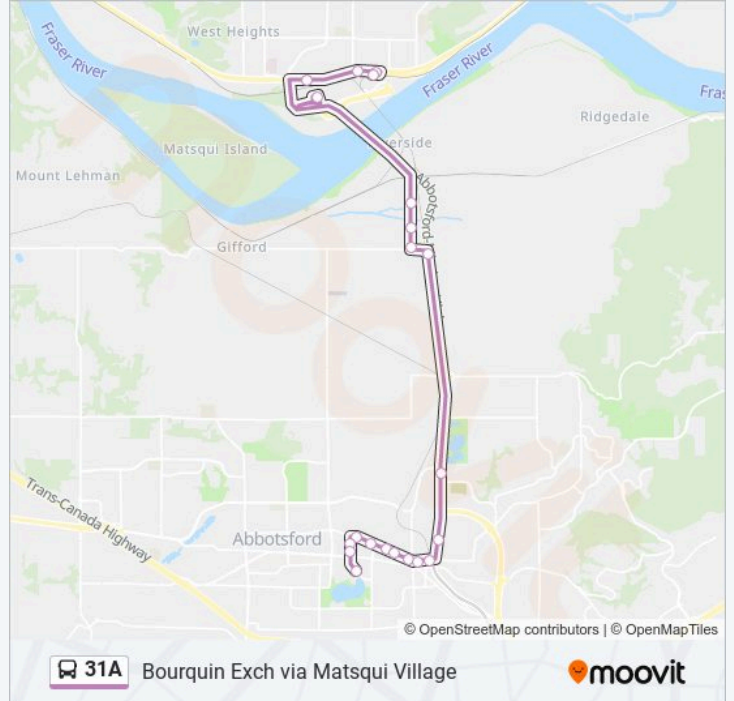 West Heights
Fraser River
Fraser River
Fras
Ridgedale
Matsqui Island
erside
Mount Lehman
Abbotsford-
Gifford
Trans-Canada Highway
Abbotsford
© OpenStreetMap contributors | © OpenMapTiles
31A Bourquin Exch via Matsqui Village
moovit